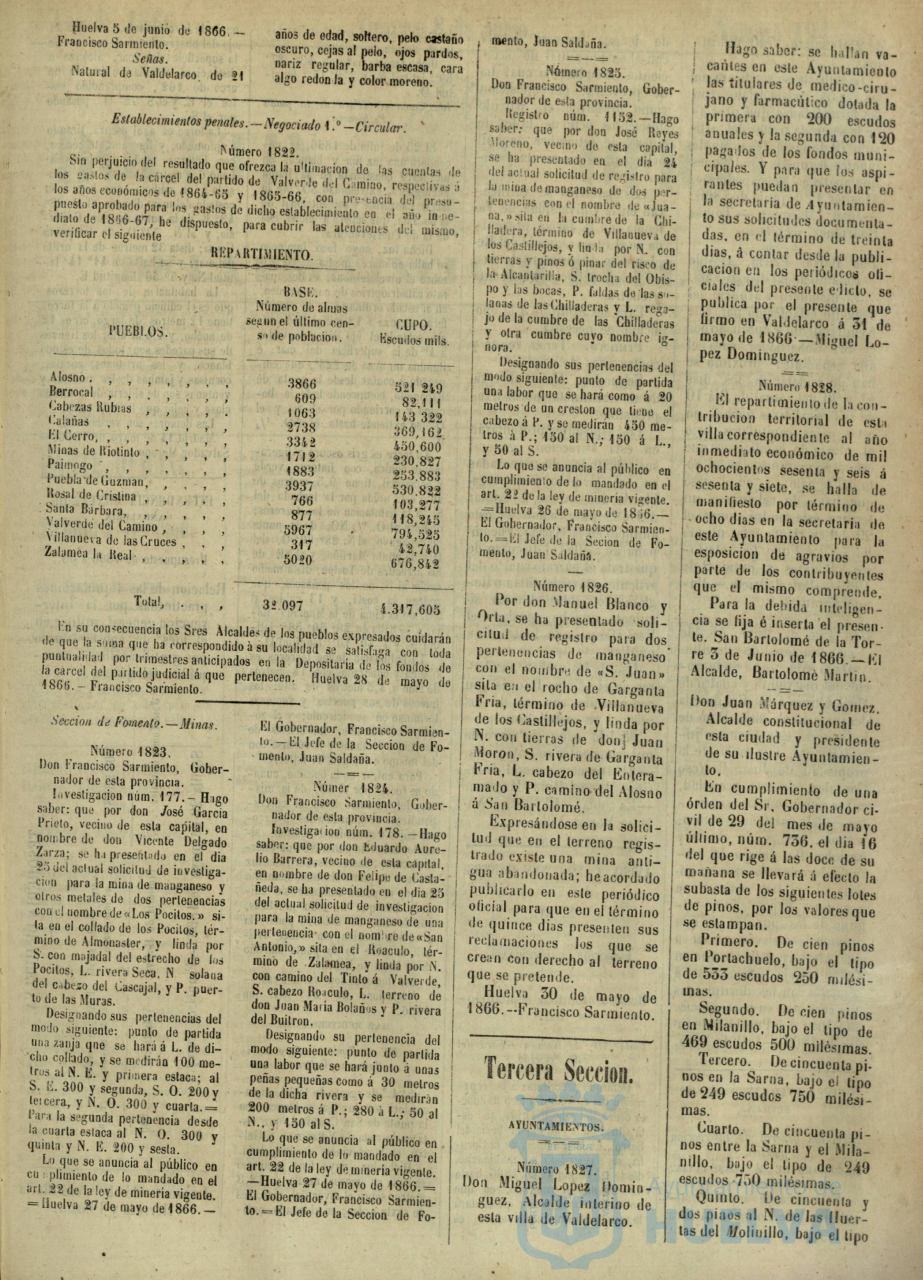 Huelva 5 de junio de 1866.—
Francisco Sarmiento.
Señas.
Natural de Valdelarco, de 21
años de edad, soltero, pelo castaño
oscuro, cejas al pelo, ojos pardos,
nariz regular, barba escasa, cara
algo redonda y color moreno.
Establecimientos penales.—Negociado 1.º—Circular.
Número 1822.
Sin perjuicio del resultado que ofrezca la ultimacion de las cuentas de
los gastos de la cárcel del partido de Valverde del Camino, respectivas á
los años económicos de 1864-65 y 1865-66, con presencia del presu-
puesto aprobado para los gastos de dicho establecimiento en el año inme-
diato de 1866-67, he dispuesto, para cubrir las atenciones del mismo,
verificar el siguiente
REPARTIMIENTO.
PUEBLOS.
BASE.
Número de almas
segun el último cen-
so de poblacion.
CUPO.
Escudos mils.
Alosno . , , , , , , 3866 521 249
Berrocal , , , , , , 609 82,111
Cabezas Rubias , , , , , 1063 143 322
Calañas , , , , , , 2738 369,162
El Cerro, , , , , , 3342 450,600
Minas de Riotinto , , , , 1712 230,827
Paimogo , , , , , , 1883 253,883
Puebla de Guzman, , , , , 3937 530,822
Rosal de Cristina , , , , 766 103,277
Santa Bárbara, , , , , 877 118,245
Valverde del Camino , , , 5967 794,525
Villanueva de las Cruces , , , 317 42,740
Zalamea la Real , , , , , 5020 676,842
Total, . , , 32.097 4.317,605
En su consecuencia los Sres Alcaldes de los pueblos expresados cuidarán
de que la suma que ha correspondido á su localidad se satisfaga con toda
puntualidad por trimestres anticipados en la Depositaria de los fondos de
la carcel del partido judicial á que pertenecen. Huelva 28 de mayo de
1866.—Francisco Sarmiento.
Seccion de Fomento.—Minas.
Número 1823.
Don Francisco Sarmiento, Gober-
nador de esta provincia.
Investigacion núm. 177.—Hago
saber: que por don José Garcia
Prieto, vecino de esta capital, en
nombre de don Vicente Delgado
Zarza; se ha presentado en el dia
25 del actual solicitud de investiga-
cion para la mina de manganeso y
otros metales de dos pertenencias
con el nombre de «Los Pocitos.» si-
ta en el collado de los Pocitos, tér-
mino de Almonaster, y linda por
S. con majadal del estrecho de los
Pocitos, L. rivera Seca, N solana
del cabezo del Cascajal, y P. puer-
to de las Muras.
Designando sus pertenencias del
modo siguiente: punto de partida
una zanja que se hará á L. de di-
cho collado, y se medirán 100 me-
tros al N. E. y primera estaca; al
S. E. 300 y segunda, S. O. 200 y
tercera, y N. O. 300 y cuarta.=
Para la segunda pertenencia desde
la cuarta estaca al N. O. 300 y
quinta y N. E. 200 y sesta.
Lo que se anuncia al público en
cumplimiento de lo mandado en el
art. 22 de la ley de mineria vigente.
=Huelva 27 de mayo de 1866.—
El Gobernador, Francisco Sarmien-
to.—El Jefe de la Seccion de Fo-
mento, Juan Saldaña.
Númer 1824.
Don Francisco Sarmiento, Gober-
nador de esta provincia.
Investigacion núm. 178.—Hago
saber: que por don Eduardo Aure-
lio Barrera, vecino de esta capital,
en nombre de don Felipe de Casta-
ñeda, se ha presentado en el dia 25
del actual solicitud de investigacion
para la mina de manganeso de una
pertenencia con el nombre de «San
Antonio,» sita en el Roaculo, tér-
mino de Zalamea, y linda por N.
con camino del Tinto á Valverde,
S. cabezo Roaculo, L. terreno de
don Juan Maria Bolaños y P. rivera
del Buitron.
Designando su pertenencia del
modo siguiente: punto de partida
una labor que se hará junto á unas
peñas pequeñas como á 30 metros
de la dicha rivera y se medirán
200 metros á P.; 280 á L.; 50 al
N., y 150 al S.
Lo que se anuncia al público en
cumplimiento de lo mandado en el
art. 22 de la ley de mineria vigente.
—Huelva 27 de mayo de 1866.=
El Gobernador, Francisco Sarmien-
to.=El Jefe de la Seccion de Fo-
mento, Juan Saldaña.
Número 1825.
Don Francisco Sarmiento, Gober-
nador de esta provincia.
Registro núm. 1152.—Hago
saber: que por don José Reyes
Moreno, vecino de esta capital,
se ha presentado en el dia 24
del actual solicitud de registro para
la mina de manganeso de dos per-
tenencias con el nombre de «Jua-
na,» sita en la cumbre de la Chi-
lladera, término de Villanueva de
los Castillejos, y linda por N. con
tierras y pinos ó pinar del risco de
la Alcantarilla, S. trocha del Obis-
po y las bocas, P. faldas de las so-
lanas de las Chilladeras y L. rega-
jo de la cumbre de las Chilladeras
y otra cumbre cuyo nombre ig-
nora.
Designando sus pertenencias del
modo siguiente: punto de partida
una labor que se hará como á 20
metros de un creston que tiene el
cabezo á P. y se medirán 450 me-
tros á P.; 150 al N.; 150 á L.,
y 50 al S.
Lo que se anuncia al público en
cumplimiento de lo mandado en el
art. 22 de la ley de mineria vigente.
=Huelva 26 de mayo de 1866.—
El Gobernador, Francisco Sarmien-
to.=El Jefe de la Secion de Fo-
mento, Juan Saldaña.
Número 1826.
Por don Manuel Blanco y
Orta, se ha presentado soli-
citud de registro para dos
pertenencias de manganeso
con el nombre de «S. Juan»
sita en el rocho de Garganta
Fria, término de Villanueva
de los Castillejos, y linda por
N. con tierras de don Juan
Moron, S. rivera de Garganta
Fria, L. cabezo del Entera-
mado y P. camino del Alosno
á San Bartolomé.
Expresándose en la solici-
tud que en el terreno regis-
trado existe una mina anti-
gua abandonada; he acordado
publicarlo en este periódico
oficial para que en el término
de quince dias presenten sus
reclamaciones los que se
crean con derecho al terreno
que se pretende.
Huelva 30 de mayo de
1866.--Francisco Sarmiento.
Tercera Seccion.
AYUNTAMIENTOS.
Número 1827.
Don Miguel Lopez Domin-
guez, Alcalde interino de
esta villa de Valdelarco.
Hago saber: se hallan va-
cantes en este Ayuntamiento
las titulares de medico-ciru-
jano y farmacútico dotada la
primera con 200 escudos
anuales y la segunda con 120
pagados de los fondos muni-
cipales. Y para que los aspi-
rantes puedan presentar en
la secretaria de Ayuntamien-
to sus solicitudes documenta-
das, en el término de treinta
dias, á contar desde la publi-
cacion en los periódicos ofi-
ciales del presente edicto, se
publica por el presente que
firmo en Valdelarco á 31 de
mayo de 1866—Miguel Lo-
pez Dominguez.
Número 1828.
El repartimiento de la con-
tribucion territorial de esta
villa correspondiente al año
inmediato económico de mil
ochocientos sesenta y seis á
sesenta y siete, se halla de
manifiesto por término de
ocho dias en la secretaria de
este Ayuntamiento para la
esposicion de agravios por
parte de los contribuyentes
que el mismo comprende.
Para la debida inteligen-
cia se fija é inserta el presen-
te. San Bartolomé de la Tor-
re 3 de Junio de 1866.—El
Alcalde, Bartolomé Martin.
Don Juan Márquez y Gomez,
Alcalde constitucional de
esta ciudad y presidente
de su ilustre Ayuntamien-
to.
En cumplimiento de una
órden del Sr. Gobernador ci-
vil de 29 del mes de mayo
último, núm. 736, el dia 16
del que rige á las doce de su
mañana se llevará á efecto la
subasta de los siguientes lotes
de pinos, por los valores que
se estampan.
Primero. De cien pinos
en Portachuelo, bajo el tipo
de 533 escudos 250 milési-
mas.
Segundo. De cien pinos
en Milanillo, bajo el tipo de
469 escudos 500 milésimas.
Tercero. De cincuenta pi-
nos en la Sarna, bajo el tipo
de 249 escudos 750 milési-
mas.
Cuarto. De cincuenta pi-
nos entre la Sarna y el Mila-
nillo, bajo el tipo de 249
escudos 750 milésimas.
Quinto. De cincuenta y
dos pinos al N. de las Huer-
tas del Molinillo, bajo el tipo